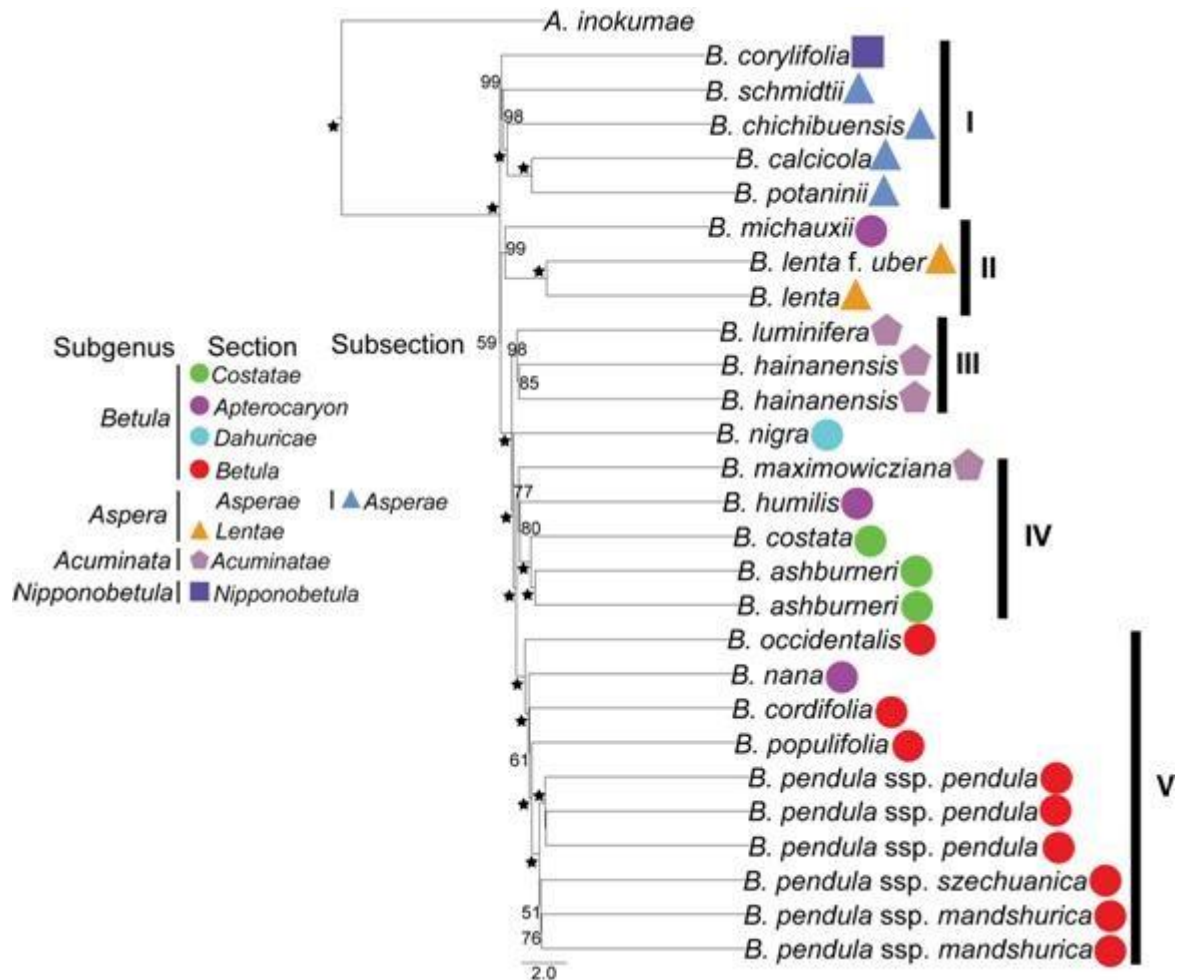 A. inokumae
B. corylifolia
99
B. schmidtii
98
B. chichibuensis
I
B. calcicola
B. potaninii
B. michauxii
99
B. lenta f. uber
II
B. lenta
B. luminifera
59
98
Subgenus Section Subsection
B. hainanensis
III
Costatae
85
B. hainanensis
Betula
Apterocaryon
Dahuricae
B. nigra
Betula
B. maximowicziana
77
Aspera
Asperae I Asperae
B. humilis
Lentae
80
B. costata
IV
Acuminata
Acuminatae
B. ashburneri
Nipponobetula
Nipponobetula
B. ashburneri
B. occidentalis
B. nana
B. cordifolia
61
B. populifolia
B. pendula ssp. pendula
V
B. pendula ssp. pendula
B. pendula ssp. pendula
B. pendula ssp. szechuanica
51
B. pendula ssp. mandshurica
76
B. pendula ssp. mandshurica
2.0